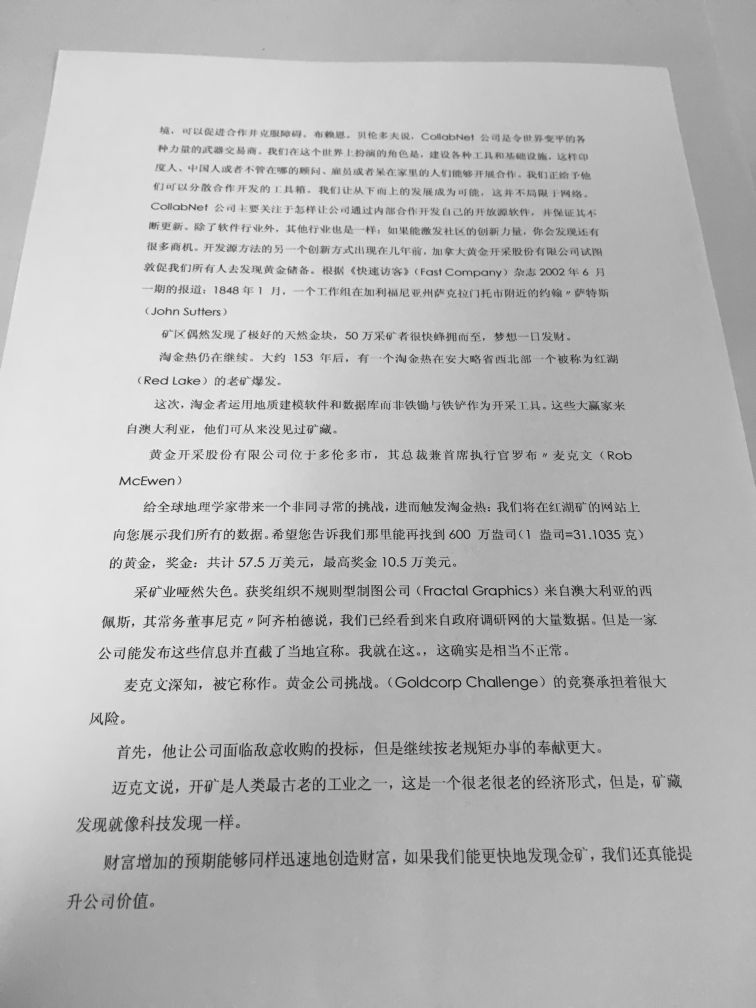 境，可以促进合作并克服障碍。布赖恩。贝伦多夫说，CollabNet 公司是令世界变平的各
种力量的武器交易商。我们在这个世界上扮演的角色是，建设各种工具和基础设施，这样印
度人、中国人或者不管在哪的顾问、雇员或者呆在家里的人们能够开展合作。我们正给予他
们可以分散合作开发的工具箱。我们让从下而上的发展成为可能，这并不局限于网络。
CollabNet 公司主要关注于怎样让公司通过内部合作开发自己的开放源软件，并保证其不
断更新。除了软件行业外，其他行业也是一样：如果能激发社区的创新力量，你会发现还有
很多商机。开发源方法的另一个创新方式出现在几年前，加拿大黄金开采股份有限公司试图
敦促我们所有人去发现黄金储备。根据《快速访客》（Fast Company）杂志 2002 年 6 月
一期的报道：1848 年 1 月，一个工作组在加利福尼亚州萨克拉门托市附近的约翰〃萨特斯
（John Sutters）
矿区偶然发现了极好的天然金块，50 万采矿者很快蜂拥而至，梦想一日发财。
淘金热仍在继续。大约 153 年后，有一个淘金热在安大略省西北部一个被称为红湖
（Red Lake）的老矿爆发。
这次，淘金者运用地质建模软件和数据库而非铁锄与铁铲作为开采工具。这些大赢家来
自澳大利亚，他们可从来没见过矿藏。
黄金开采股份有限公司位于多伦多市，其总裁兼首席执行官罗布〃麦克文（Rob
McEwen）
给全球地理学家带来一个非同寻常的挑战，进而触发淘金热：我们将在红湖矿的网站上
向您展示我们所有的数据。希望您告诉我们那里能再找到 600 万盎司（1 盎司=31.1035 克）
的黄金，奖金：共计 57.5 万美元，最高奖金 10.5 万美元。
采矿业哑然失色。获奖组织不规则型制图公司（Fractal Graphics）来自澳大利亚的西
佩斯，其常务董事尼克〃阿齐柏德说，我们已经看到来自政府调研网的大量数据。但是一家
公司能发布这些信息并直截了当地宣称。我就在这。，这确实是相当不正常。
麦克文深知，被它称作。黄金公司挑战。（Goldcorp Challenge）的竞赛承担着很大
风险。
首先，他让公司面临敌意收购的投标，但是继续按老规矩办事的奉献更大。
迈克文说，开矿是人类最古老的工业之一，这是一个很老很老的经济形式，但是，矿藏
发现就像科技发现一样。
财富增加的预期能够同样迅速地创造财富，如果我们能更快地发现金矿，我们还真能提
升公司价值。